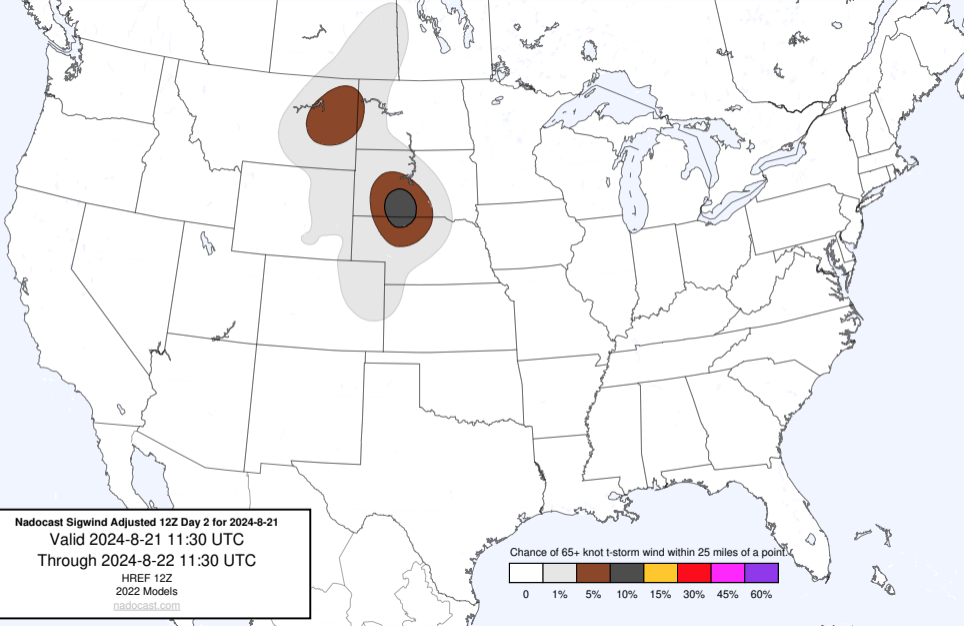 Nadocast Sigwind Adjusted 12Z Day 2 for 2024-8-21
Valid 2024-8-21 11:30 UTC
Through 2024-8-22 11:30 UTC
HREF 12Z
2022 Models
nadocast.com
Chance of 65+ knot t-storm wind within 25 miles of a point.
0 1% 5% 10% 15% 30% 45% 60%